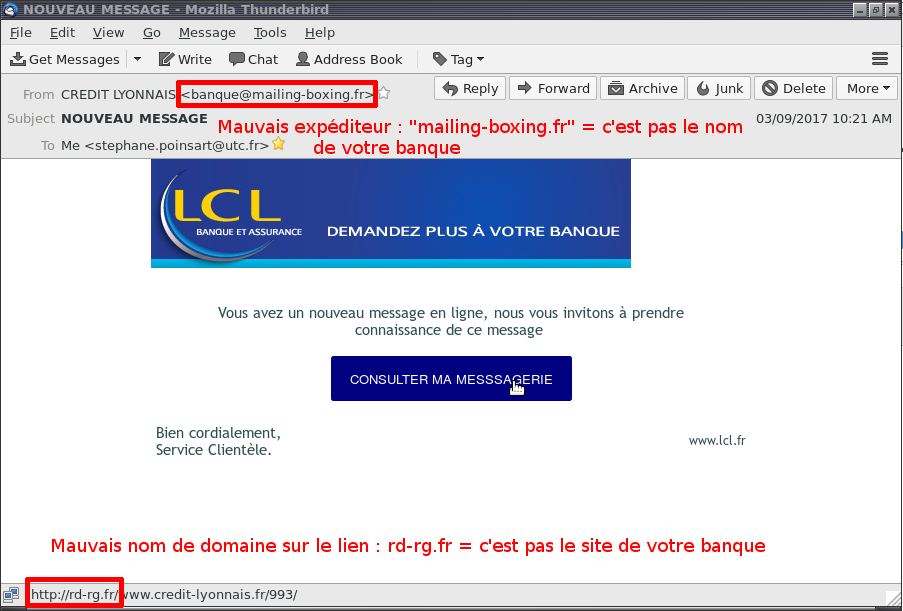 NOUVEAU MESSAGE - Mozilla Thunderbird
File Edit View Go Message Tools Help
Get Messages Write Chat Address Book Tag
From CREDIT LYONNAIS <banque@mailing-boxing.fr> Reply Forward Archive Junk Delete More
Subject NOUVEAU MESSAGE 03/09/2017 10:21 AM
Mauvais expéditeur : "mailing-boxing.fr" = c'est pas le nom
de votre banque
To Me <stephane.poinsart@utc.fr>
LCL
BANQUE ET ASSURANCE
DEMANDEZ PLUS À VOTRE BANQUE
Vous avez un nouveau message en ligne, nous vous invitons à prendre
connaissance de ce message
CONSULTER MA MESSSAGERIE
Bien cordialement,
Service Clientèle.
www.lcl.fr
Mauvais nom de domaine sur le lien : rd-rg.fr = c'est pas le site de votre banque
http://rd-rg.fr/www.credit-lyonnais.fr/993/